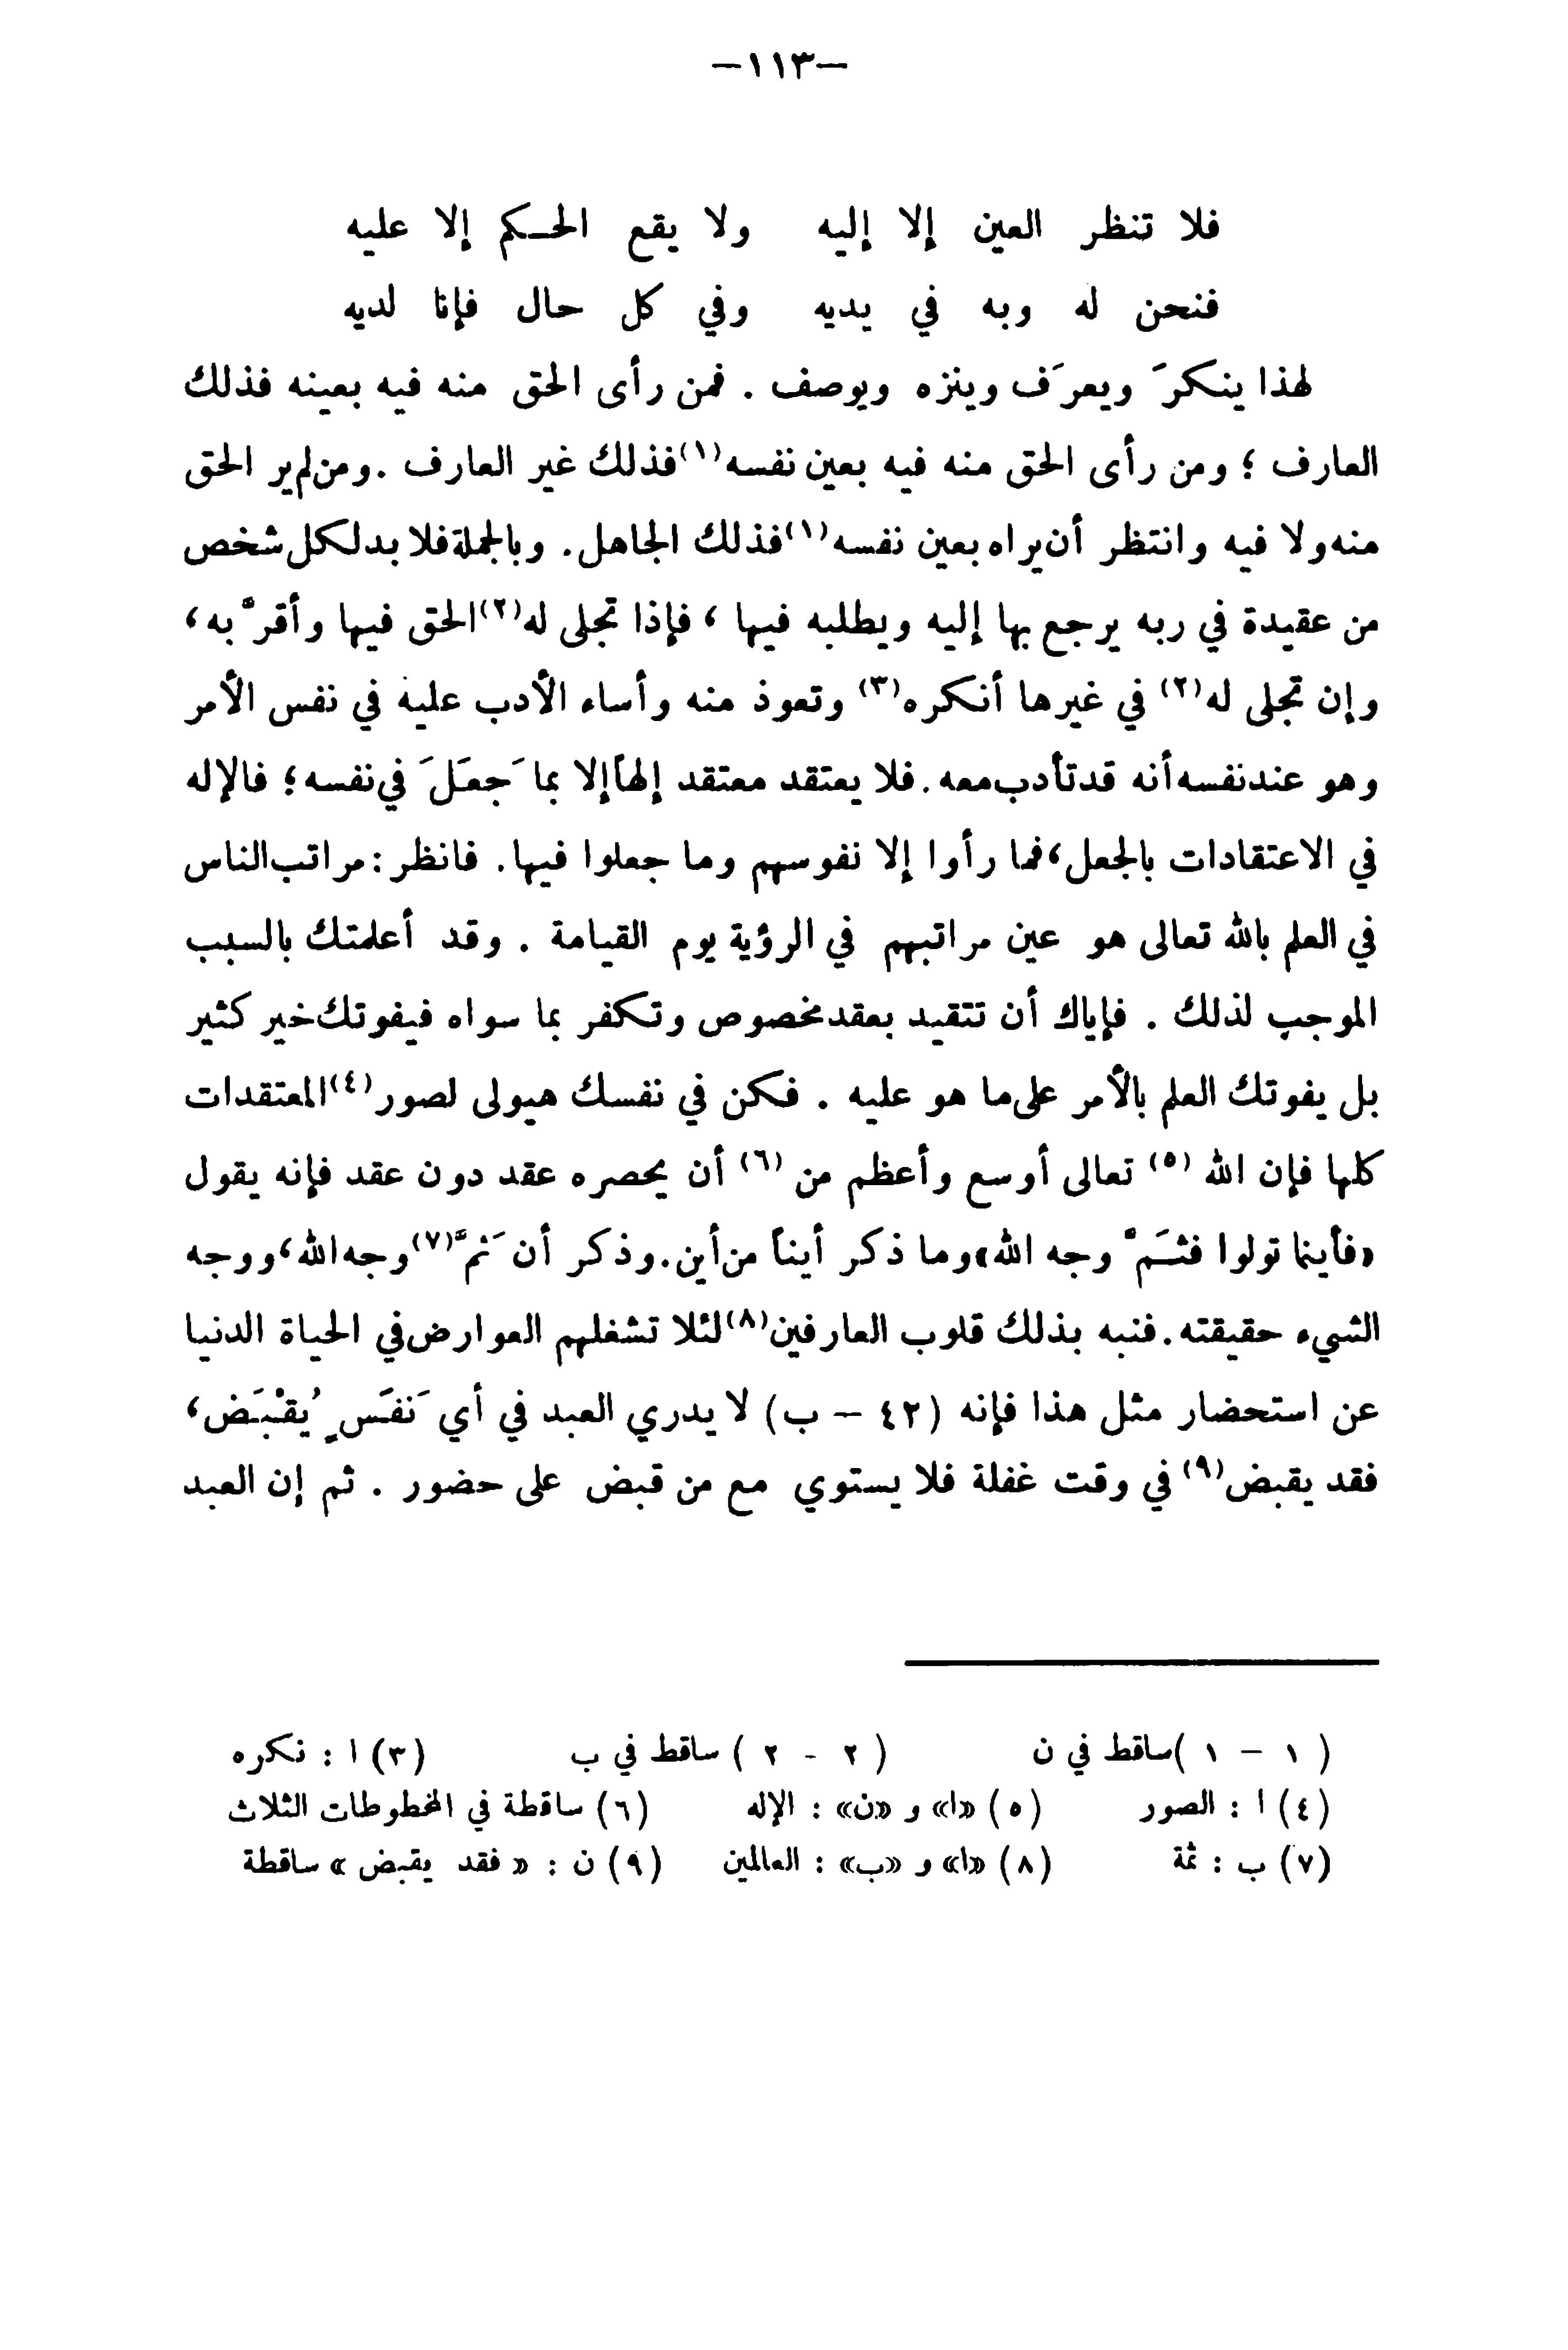 —١١٣—
فلا تنظر العين إلا إليه ولا يقع الحكم إلا عليه
فنحن له وبه في يديه وفي كل حال فإنا لديه
لهذا ينكَر ويعرَف وينزه ويوصف . فمن رأى الحق منه فيه بعينه فذلك
العارف ؛ ومن رأى الحق منه فيه بعين نفسه(١) فذلك غير العارف . ومن لم ير الحق
منه ولا فيه وانتظر أن يراه بعين نفسه(١) فذلك الجاهل. وبالجملة فلا بد لكل شخص
من عقيدة في ربه يرجع بها إليه ويطلبه فيها ، فإذا تجلى له(٢) الحق فيها وأقرَّ به،
وإن تجلى له(٢) في غيرها أنكره(٣) وتعوذ منه وأساء الأدب عليه في نفس الأمر
وهو عند نفسه أنه قد تأدب معه. فلا يعتقد معتقد إلهاً إلا بما جعَلَ في نفسه؛ فالإله
في الاعتقادات بالجعل، فما رأوا إلا نفوسهم وما جعلوا فيها. فانظر: مراتب الناس
في العلم بالله تعالى هو عين مراتبهم في الرؤية يوم القيامة . وقد أعلمتك بالسبب
الموجب لذلك . فإياك أن تتقيد بعقد مخصوص وتكفر بما سواه فيفوتك خير كثير
بل يفوتك العلم بالأمر على ما هو عليه . فكن في نفسك هيولى لصور(٤) المعتقدات
كلها فإن الله (٥) تعالى أوسع وأعظم من (٦) أن يحصره عقد دون عقد فإنه يقول
«فأينما تولوا فثَمَّ وجه الله» وما ذكر أيناً من أين. وذكر أن ثَمَّ(٧) وجه الله، ووجه
الشيء حقيقته. فنبه بذلك قلوب العارفين(٨) لئلا تشغلهم العوارض في الحياة الدنيا
عن استحضار مثل هذا فإنه (٤٢ – ب) لا يدري العبد في أي نَفَسٍ يُقْبَض،
فقد يقبض(٩) في وقت غفلة فلا يستوي مع من قبض على حضور . ثم إن العبد
( ١ – ١ ) ساقط في ن ( ٢ - ٢ ) ساقط في ب (٣) ا : نكره
(٤) ا : الصور (٥) «ا» و «ن» : الإله (٦) ساقطة في المخطوطات الثلاث
(٧) ب : ثمة (٨) «ا» و «ب» : العالمين (٩) ن : « فقد يقبض » ساقطة